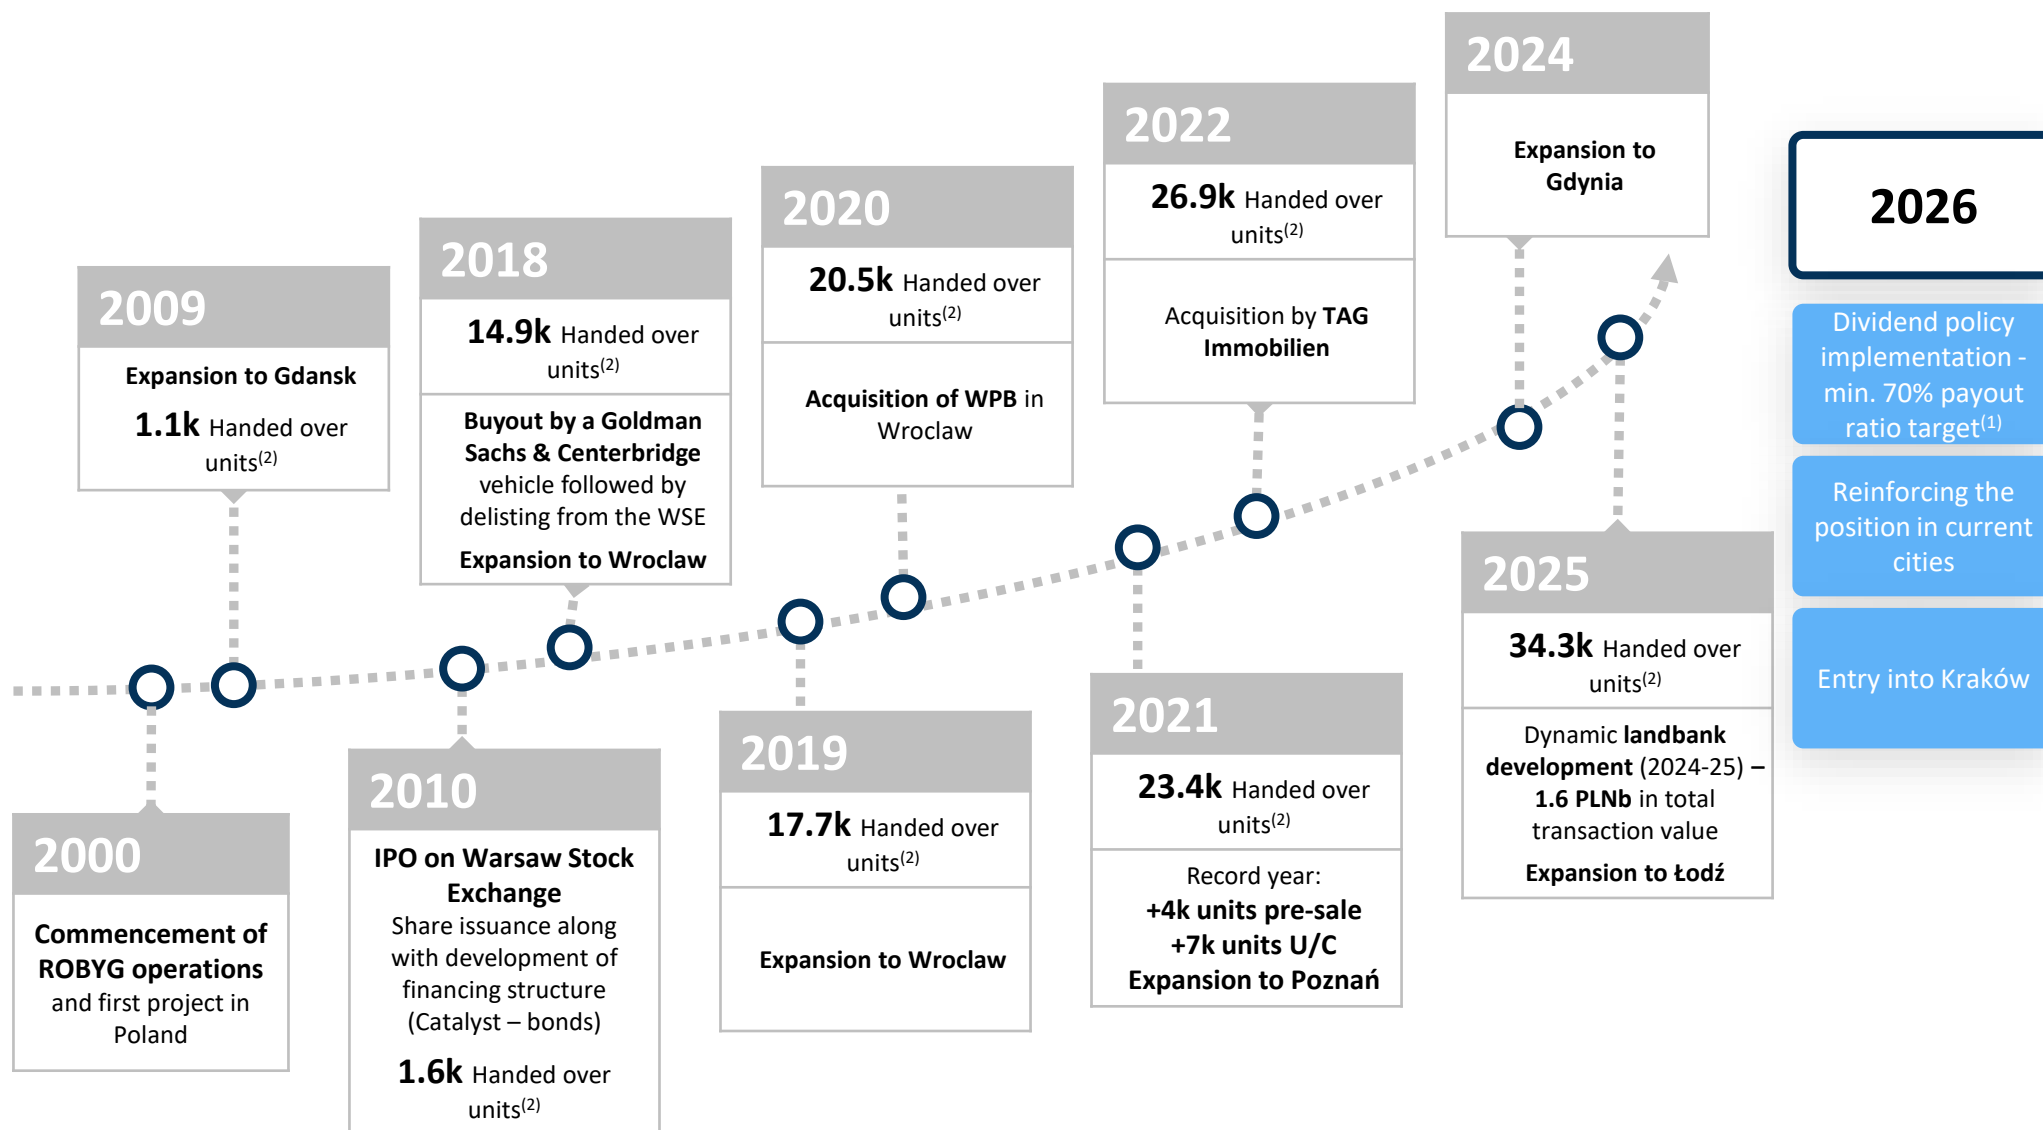 2009
Expansion to Gdansk
1.1k Handed over
units(2)
2018
14.9k Handed over
units(2)
Buyout by a Goldman
Sachs & Centerbridge
vehicle followed by
delisting from the WSE
Expansion to Wroclaw
2020
20.5k Handed over
units(2)
Acquisition of WPB in
Wroclaw
2022
26.9k Handed over
units(2)
Acquisition by TAG
Immobilien
2024
Expansion to
Gdynia
2026
Dividend policy
implementation -
min. 70% payout
ratio target(1)
Reinforcing the
position in current
cities
Entry into Kraków
2000
Commencement of
ROBYG operations
and first project in
Poland
2010
IPO on Warsaw Stock
Exchange
Share issuance along
with development of
financing structure
(Catalyst – bonds)
1.6k Handed over
units(2)
2019
17.7k Handed over
units(2)
Expansion to Wroclaw
2021
23.4k Handed over
units(2)
Record year:
+4k units pre-sale
+7k units U/C
Expansion to Poznań
2025
34.3k Handed over
units(2)
Dynamic landbank
development (2024-25) –
1.6 PLNb in total
transaction value
Expansion to Łodź